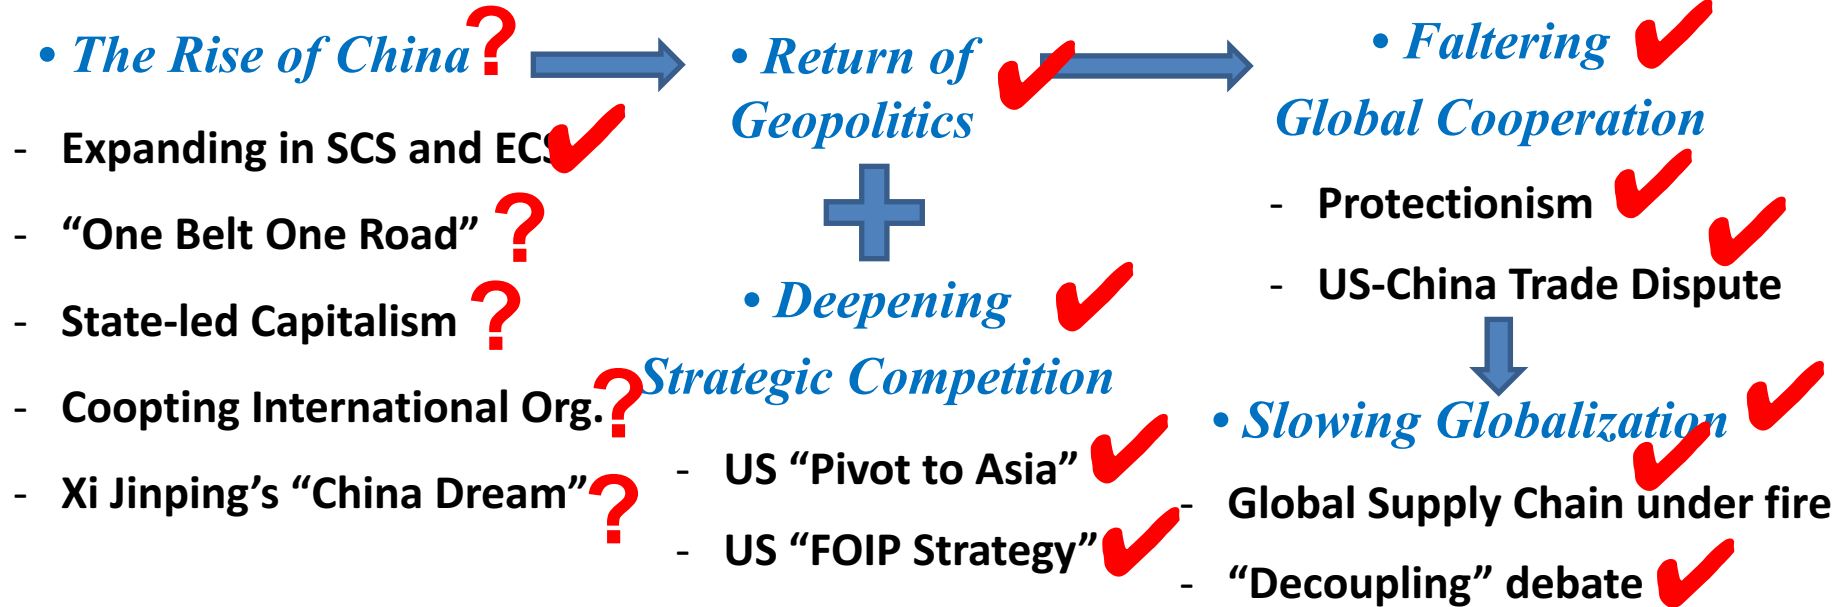 • The Rise of China ?
- Expanding in SCS and ECS
- “One Belt One Road” ?
- State-led Capitalism ?
- Coopting International Org. ?
- Xi Jinping’s “China Dream” ?
• Return of
Geopolitics
• Deepening
Strategic Competition
- US “Pivot to Asia”
- US “FOIP Strategy”
• Faltering
Global Cooperation
- Protectionism
- US-China Trade Dispute
• Slowing Globalization
- Global Supply Chain under fire
- “Decoupling” debate